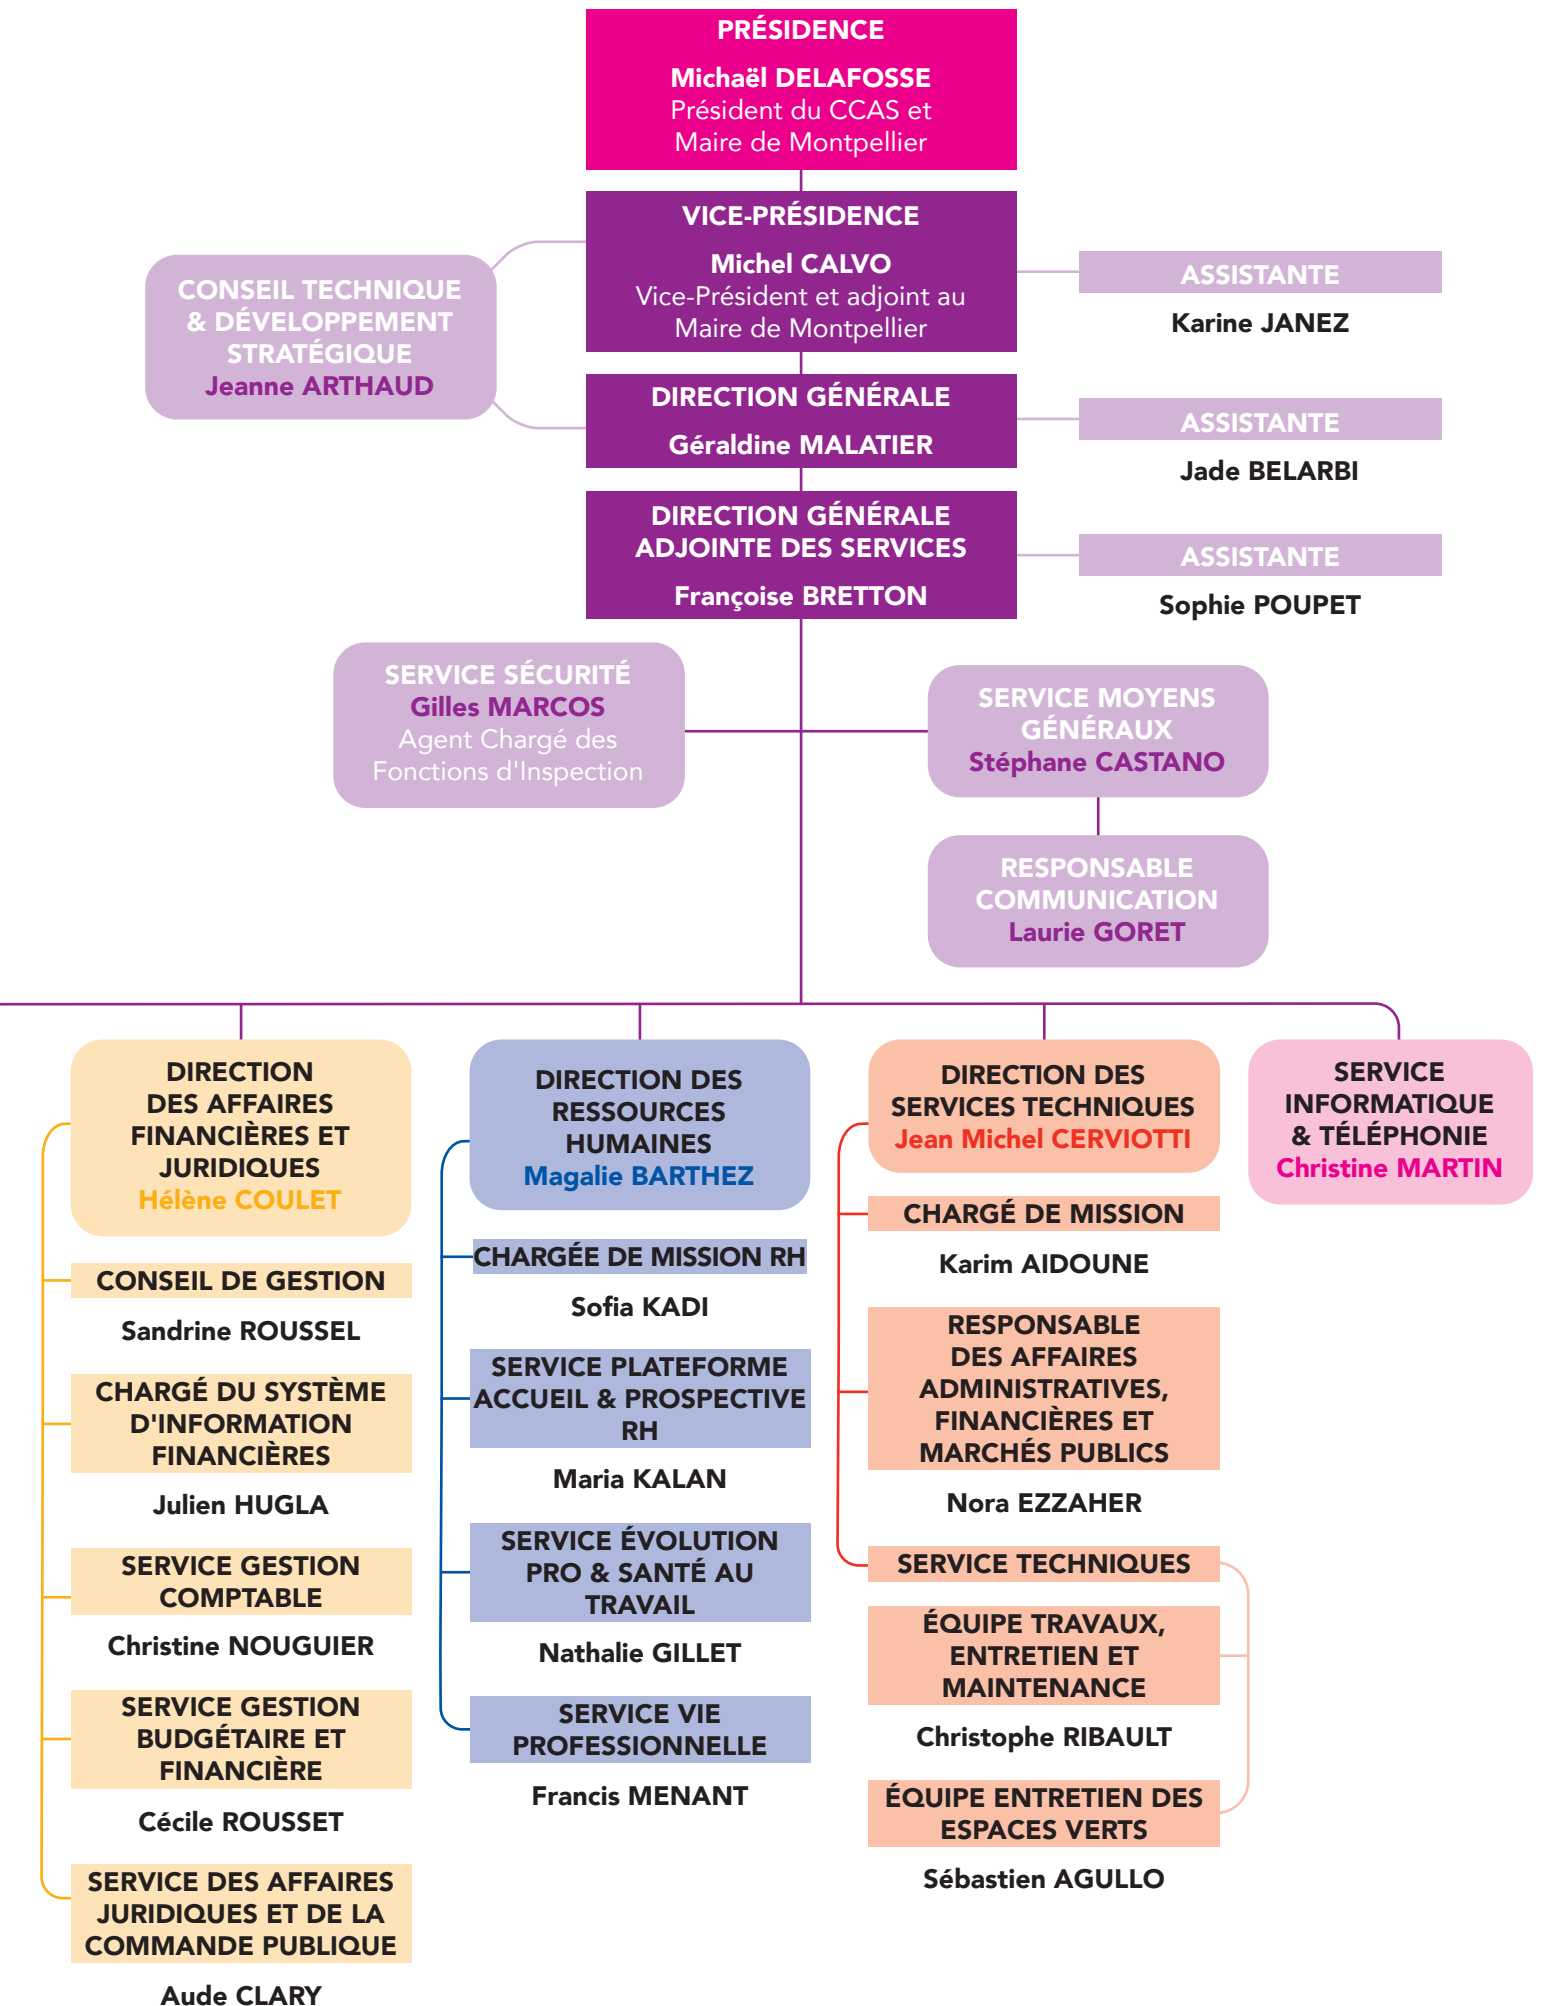 PRÉSIDENCE
Michaël DELAFOSSE
Président du CCAS et
Maire de Montpellier
VICE-PRÉSIDENCE
Michel CALVO
Vice-Président et adjoint au
Maire de Montpellier
CONSEIL TECHNIQUE
& DÉVELOPPEMENT
STRATÉGIQUE
Jeanne ARTHAUD
ASSISTANTE
Karine JANEZ
DIRECTION GÉNÉRALE
Géraldine MALATIER
ASSISTANTE
Jade BELARBI
DIRECTION GÉNÉRALE
ADJOINTE DES SERVICES
Françoise BRETTON
ASSISTANTE
Sophie POUPET
SERVICE SÉCURITÉ
Gilles MARCOS
Agent Chargé des
Fonctions d'Inspection
SERVICE MOYENS
GÉNÉRAUX
Stéphane CASTANO
RESPONSABLE
COMMUNICATION
Laurie GORET
DIRECTION
DES AFFAIRES
FINANCIÈRES ET
JURIDIQUES
Hélène COULET
CONSEIL DE GESTION
Sandrine ROUSSEL
CHARGÉ DU SYSTÈME
D'INFORMATION
FINANCIÈRES
Julien HUGLA
SERVICE GESTION
COMPTABLE
Christine NOUGUIER
SERVICE GESTION
BUDGÉTAIRE ET
FINANCIÈRE
Cécile ROUSSET
SERVICE DES AFFAIRES
JURIDIQUES ET DE LA
COMMANDE PUBLIQUE
Aude CLARY
DIRECTION DES
RESSOURCES
HUMAINES
Magalie BARTHEZ
CHARGÉE DE MISSION RH
Sofia KADI
SERVICE PLATEFORME
ACCUEIL & PROSPECTIVE
RH
Maria KALAN
SERVICE ÉVOLUTION
PRO & SANTÉ AU
TRAVAIL
Nathalie GILLET
SERVICE VIE
PROFESSIONNELLE
Francis MENANT
DIRECTION DES
SERVICES TECHNIQUES
Jean Michel CERVIOTTI
CHARGÉ DE MISSION
Karim AIDOUNE
RESPONSABLE
DES AFFAIRES
ADMINISTRATIVES,
FINANCIÈRES ET
MARCHÉS PUBLICS
Nora EZZAHER
SERVICE TECHNIQUES
ÉQUIPE TRAVAUX,
ENTRETIEN ET
MAINTENANCE
Christophe RIBAULT
ÉQUIPE ENTRETIEN DES
ESPACES VERTS
Sébastien AGULLO
SERVICE
INFORMATIQUE
& TÉLÉPHONIE
Christine MARTIN